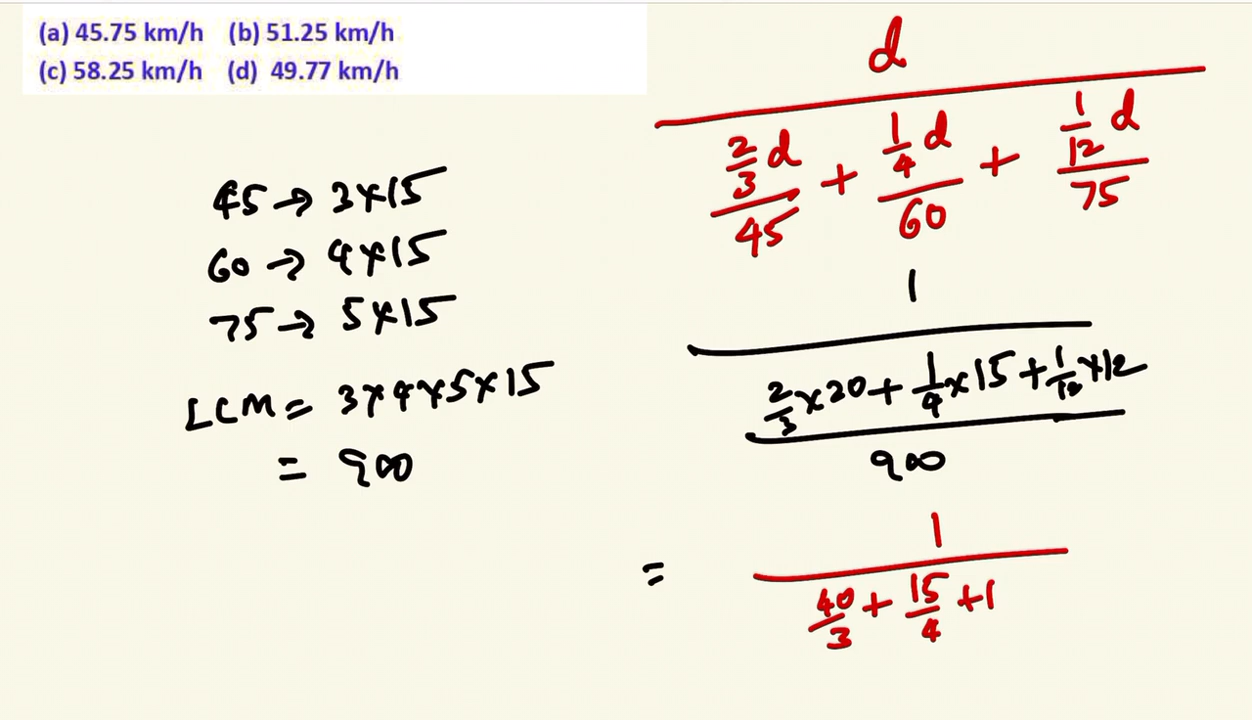 (a) 45.75 km/h (b) 51.25 km/h
(c) 58.25 km/h (d) 49.77 km/h
45 → 3×15
60 → 4×15
75 → 5×15
LCM = 3×4×5×15
= 900
d
2/3 d / 45 + 1/4 d / 60 + 1/12 d / 75
1
2/3 ×20 + 1/4 ×15 + 1/12 ×12
900
= 1
40/3 + 15/4 + 1